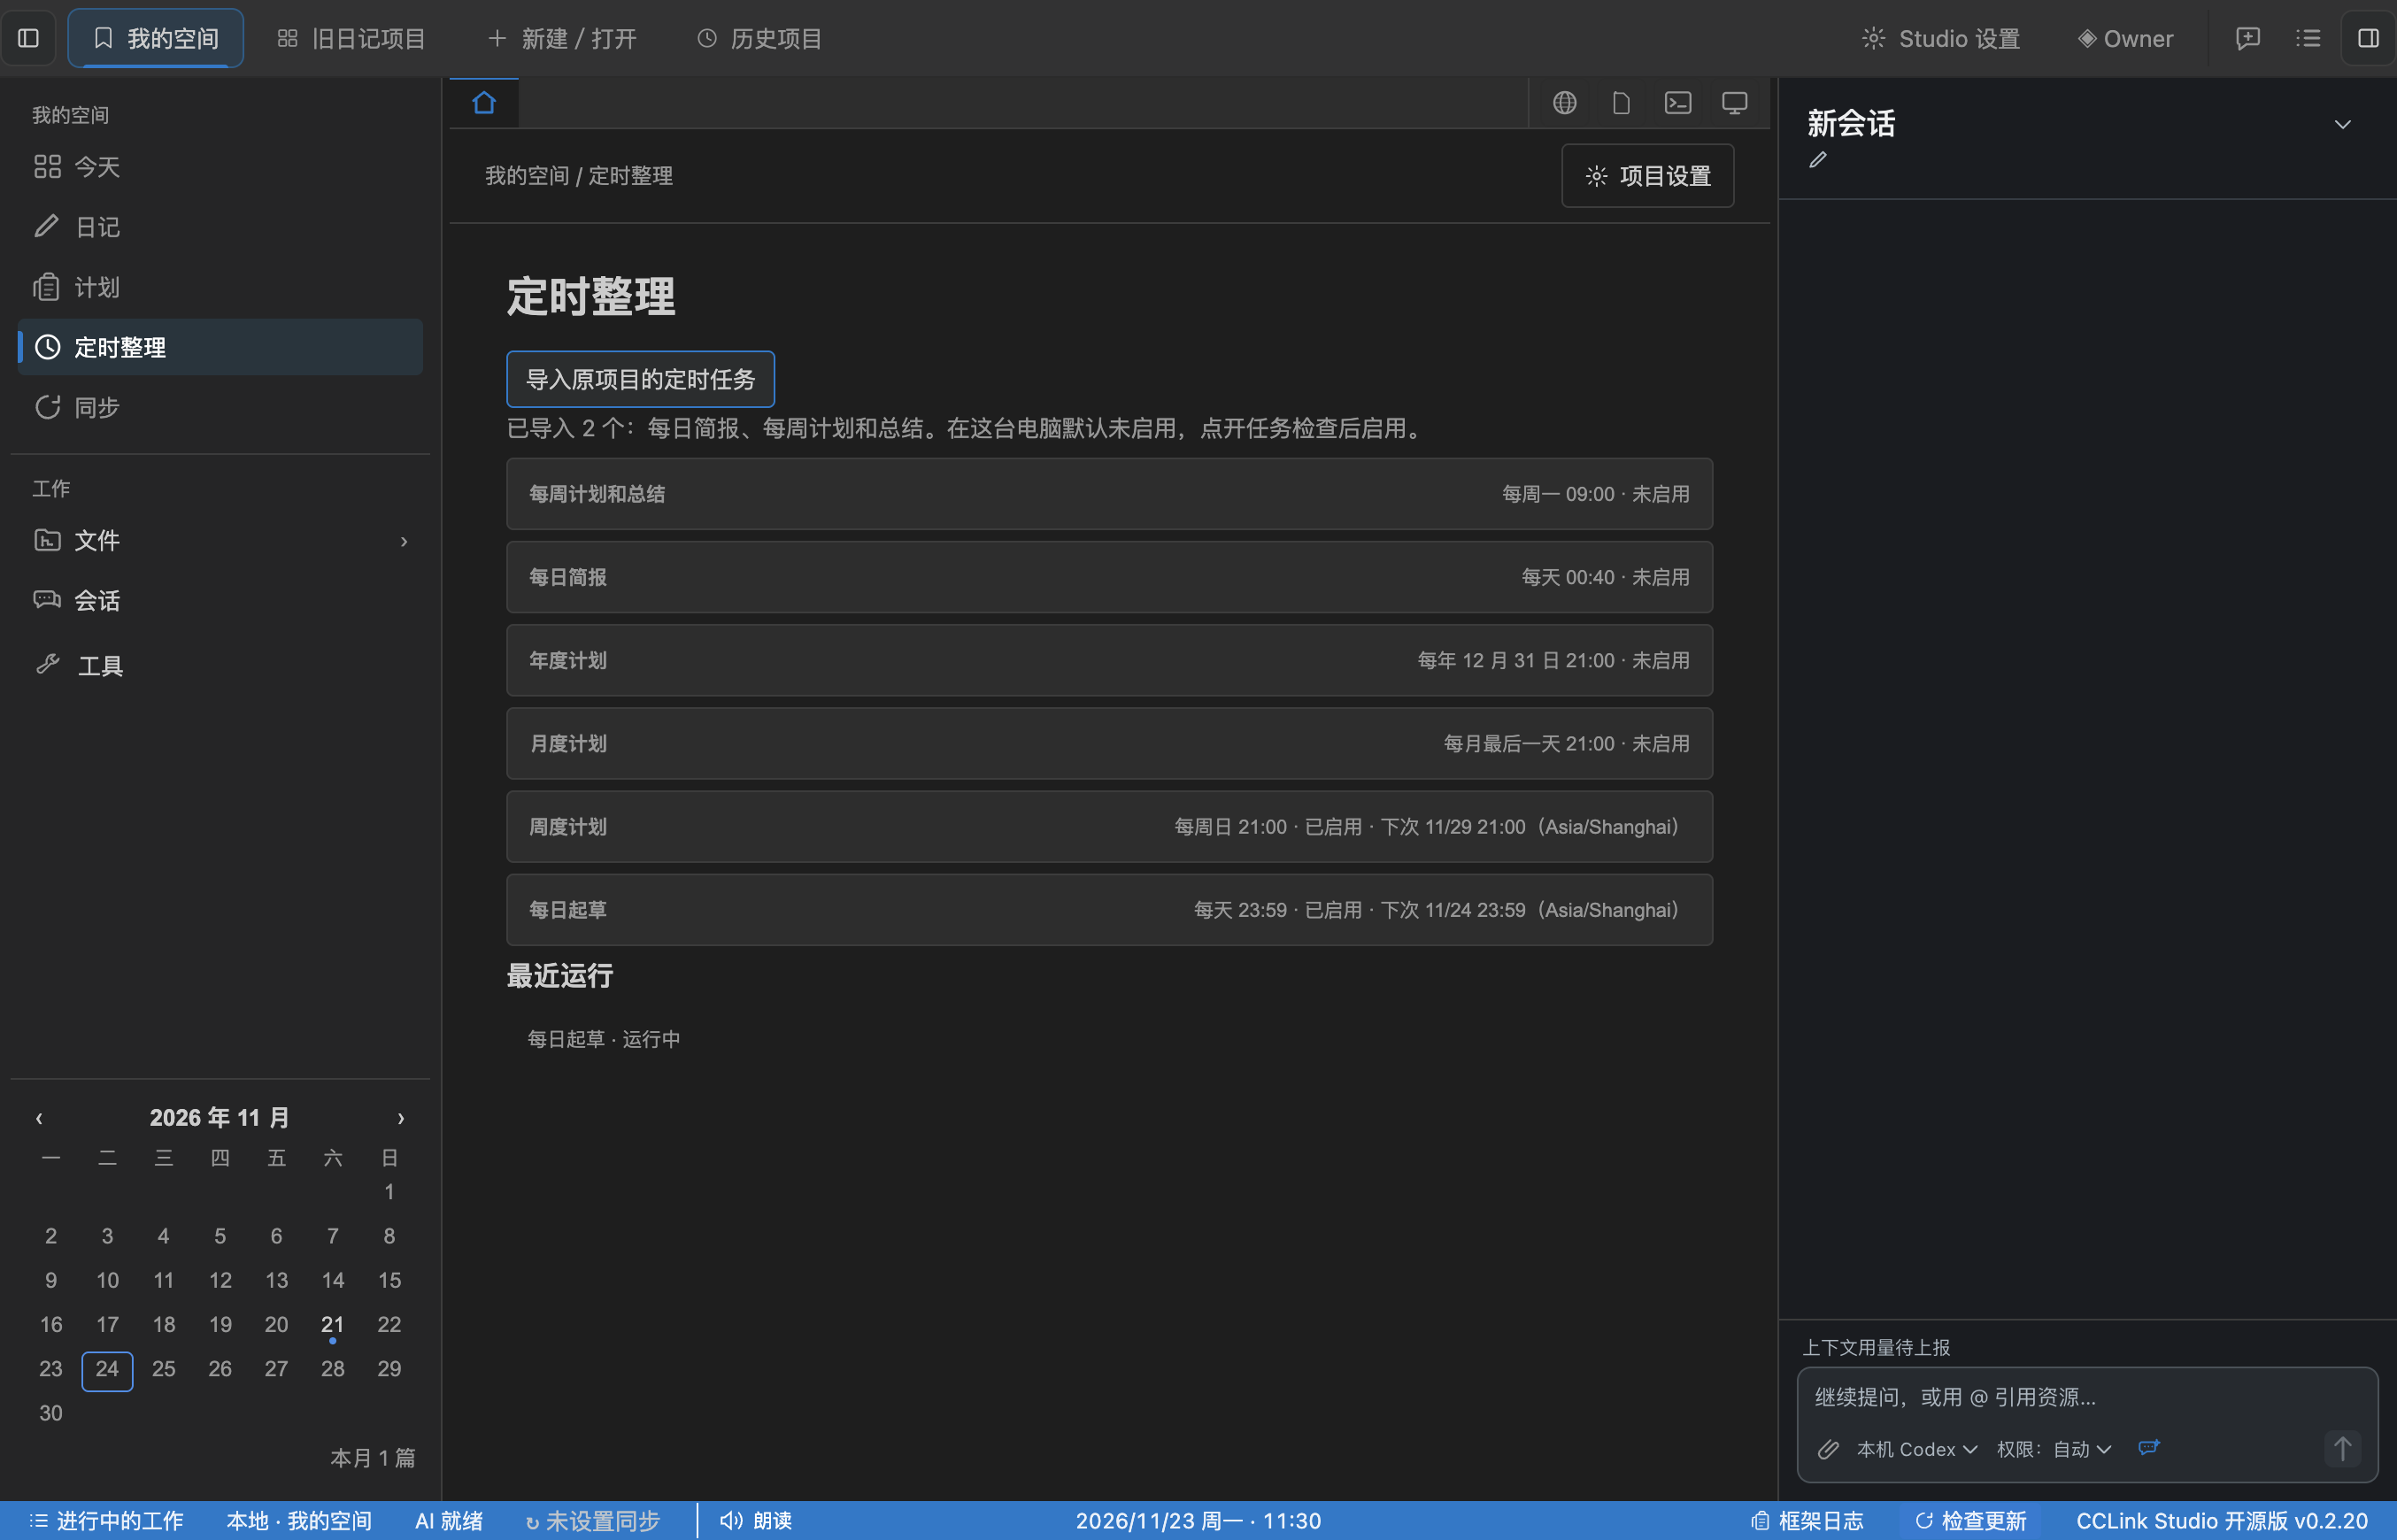 我的空间
旧日记项目
新建 / 打开
历史项目
Studio 设置
Owner
我的空间
今天
日记
计划
定时整理
同步
工作
文件
会话
工具
2026 年 11 月
一 二 三 四 五 六 日
1
2 3 4 5 6 7 8
9 10 11 12 13 14 15
16 17 18 19 20 21 22
23 24 25 26 27 28 29
30
本月 1 篇
我的空间 / 定时整理
项目设置
定时整理
导入原项目的定时任务
已导入 2 个：每日简报、每周计划和总结。在这台电脑默认未启用，点开任务检查后启用。
每周计划和总结 每周一 09:00 · 未启用
每日简报 每天 00:40 · 未启用
年度计划 每年 12 月 31 日 21:00 · 未启用
月度计划 每月最后一天 21:00 · 未启用
周度计划 每周日 21:00 · 已启用 · 下次 11/29 21:00（Asia/Shanghai）
每日起草 每天 23:59 · 已启用 · 下次 11/24 23:59（Asia/Shanghai）
最近运行
每日起草 · 运行中
新会话
上下文用量待上报
继续提问，或用 @ 引用资源...
本机 Codex 权限：自动
进行中的工作 本地 · 我的空间 AI 就绪 未设置同步 朗读 2026/11/23 周一 · 11:30 框架日志 检查更新 CCLink Studio 开源版 v0.2.20